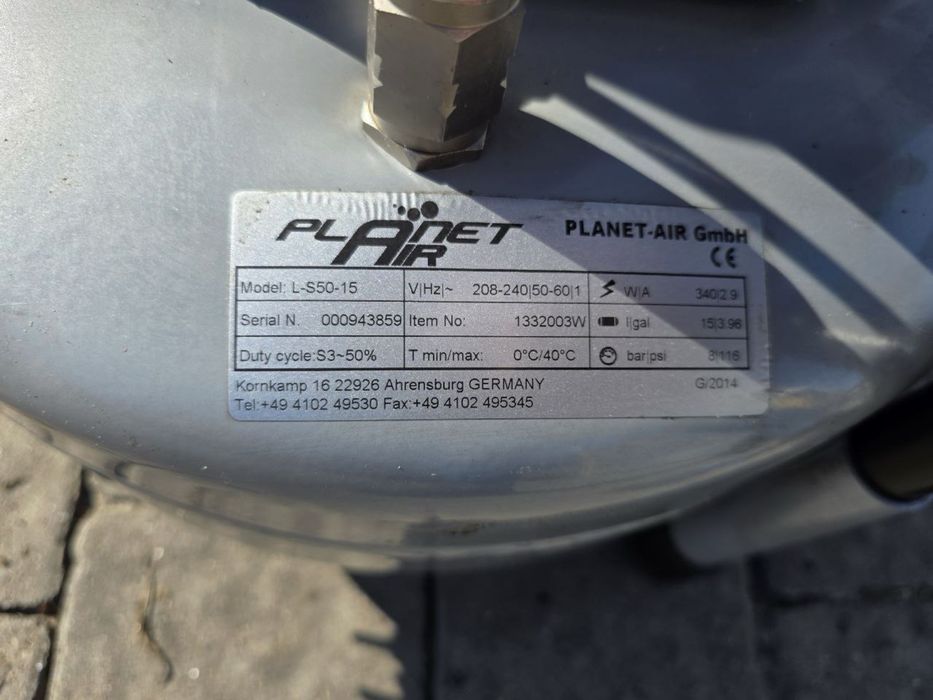 PLANET AIR
PLANET-AIR GmbH
CE
Model: L-S50-15 V|Hz|~ 208-240|50-60|1 W|A 340|2.9
Serial N. 000943859 Item No: 1332003W l|gal 15|3.96
Duty cycle:S3~50% T min/max: 0°C/40°C bar|psi 8|116
Kornkamp 16 22926 Ahrensburg GERMANY G/2014
Tel:+49 4102 49530 Fax:+49 4102 495345